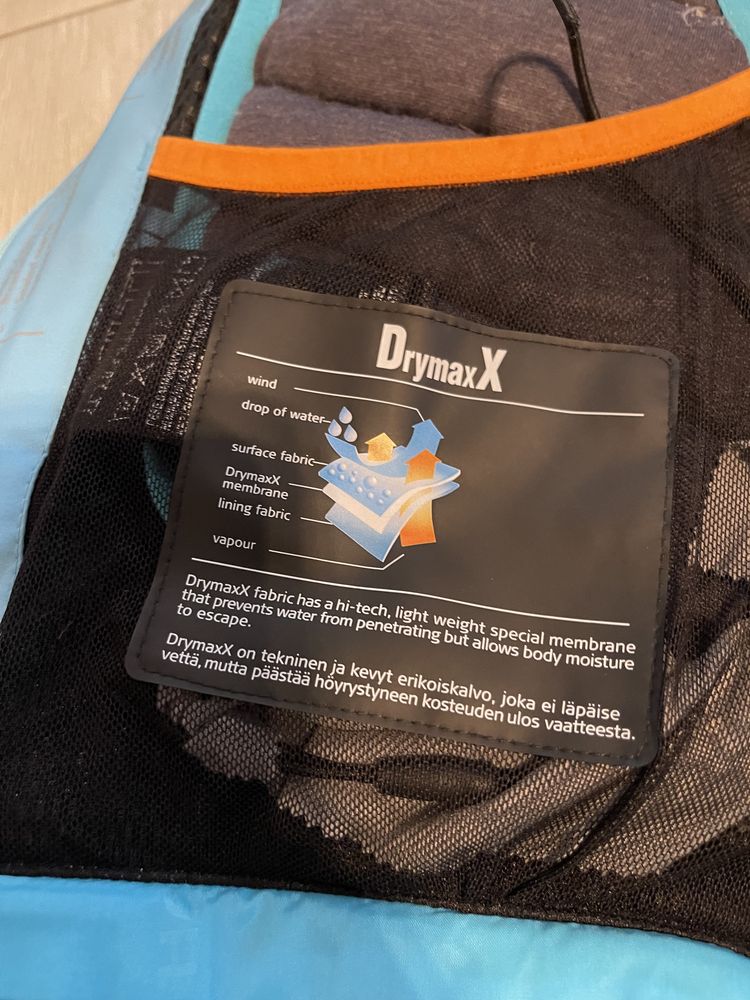 DrymaxX
wind
drop of water
surface fabric
DrymaxX
membrane
lining fabric
vapour
DrymaxX fabric has a hi-tech, light weight special membrane
that prevents water from penetrating but allows body moisture
to escape.
DrymaxX on tekninen ja kevyt erikoiskalvo, joka ei läpäise
vettä, mutta päästää höyrystyneen kosteuden ulos vaatteesta.